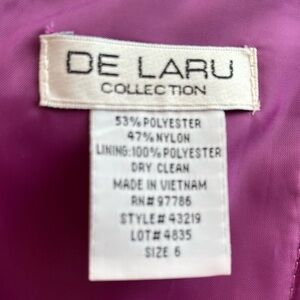 DE LARU
COLLECTION
53% POLYESTER
47% NYLON
LINING:100% POLYESTER
DRY CLEAN
MADE IN VIETNAM
RN# 97786
STYLE# 43219
LOT# 4835
SIZE 6